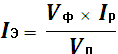 Iэ = Vф × Iр / Vп